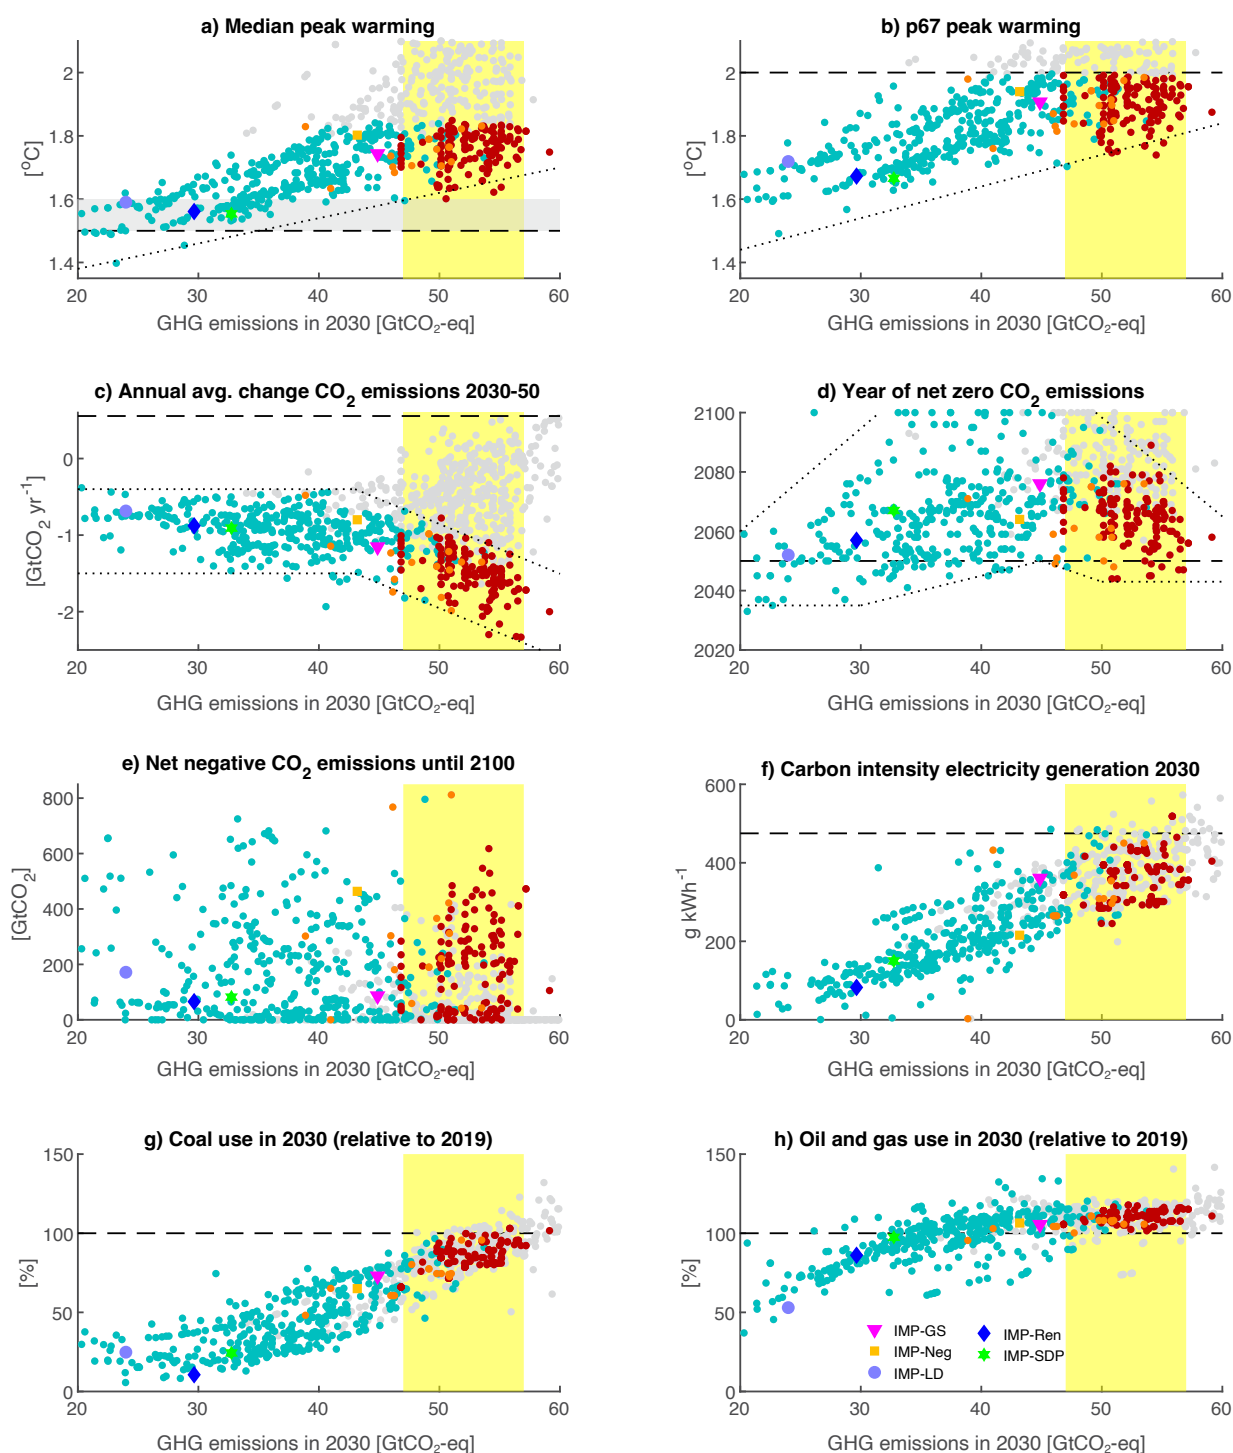 a) Median peak warming
[°C]
2
1.8
1.6
1.4
20 30 40 50 60
GHG emissions in 2030 [GtCO₂-eq]
b) p67 peak warming
[°C]
2
1.8
1.6
1.4
20 30 40 50 60
GHG emissions in 2030 [GtCO₂-eq]
c) Annual avg. change CO₂ emissions 2030-50
[GtCO₂ yr⁻¹]
0
-1
-2
20 30 40 50 60
GHG emissions in 2030 [GtCO₂-eq]
d) Year of net zero CO₂ emissions
2100
2080
2060
2040
2020
20 30 40 50 60
GHG emissions in 2030 [GtCO₂-eq]
e) Net negative CO₂ emissions until 2100
[GtCO₂]
800
600
400
200
0
20 30 40 50 60
GHG emissions in 2030 [GtCO₂-eq]
f) Carbon intensity electricity generation 2030
g kWh⁻¹
600
400
200
0
20 30 40 50 60
GHG emissions in 2030 [GtCO₂-eq]
g) Coal use in 2030 (relative to 2019)
[%]
150
100
50
0
20 30 40 50 60
GHG emissions in 2030 [GtCO₂-eq]
h) Oil and gas use in 2030 (relative to 2019)
[%]
150
100
50
0
IMP-GS
IMP-Neg
IMP-LD
IMP-Ren
IMP-SDP
20 30 40 50 60
GHG emissions in 2030 [GtCO₂-eq]